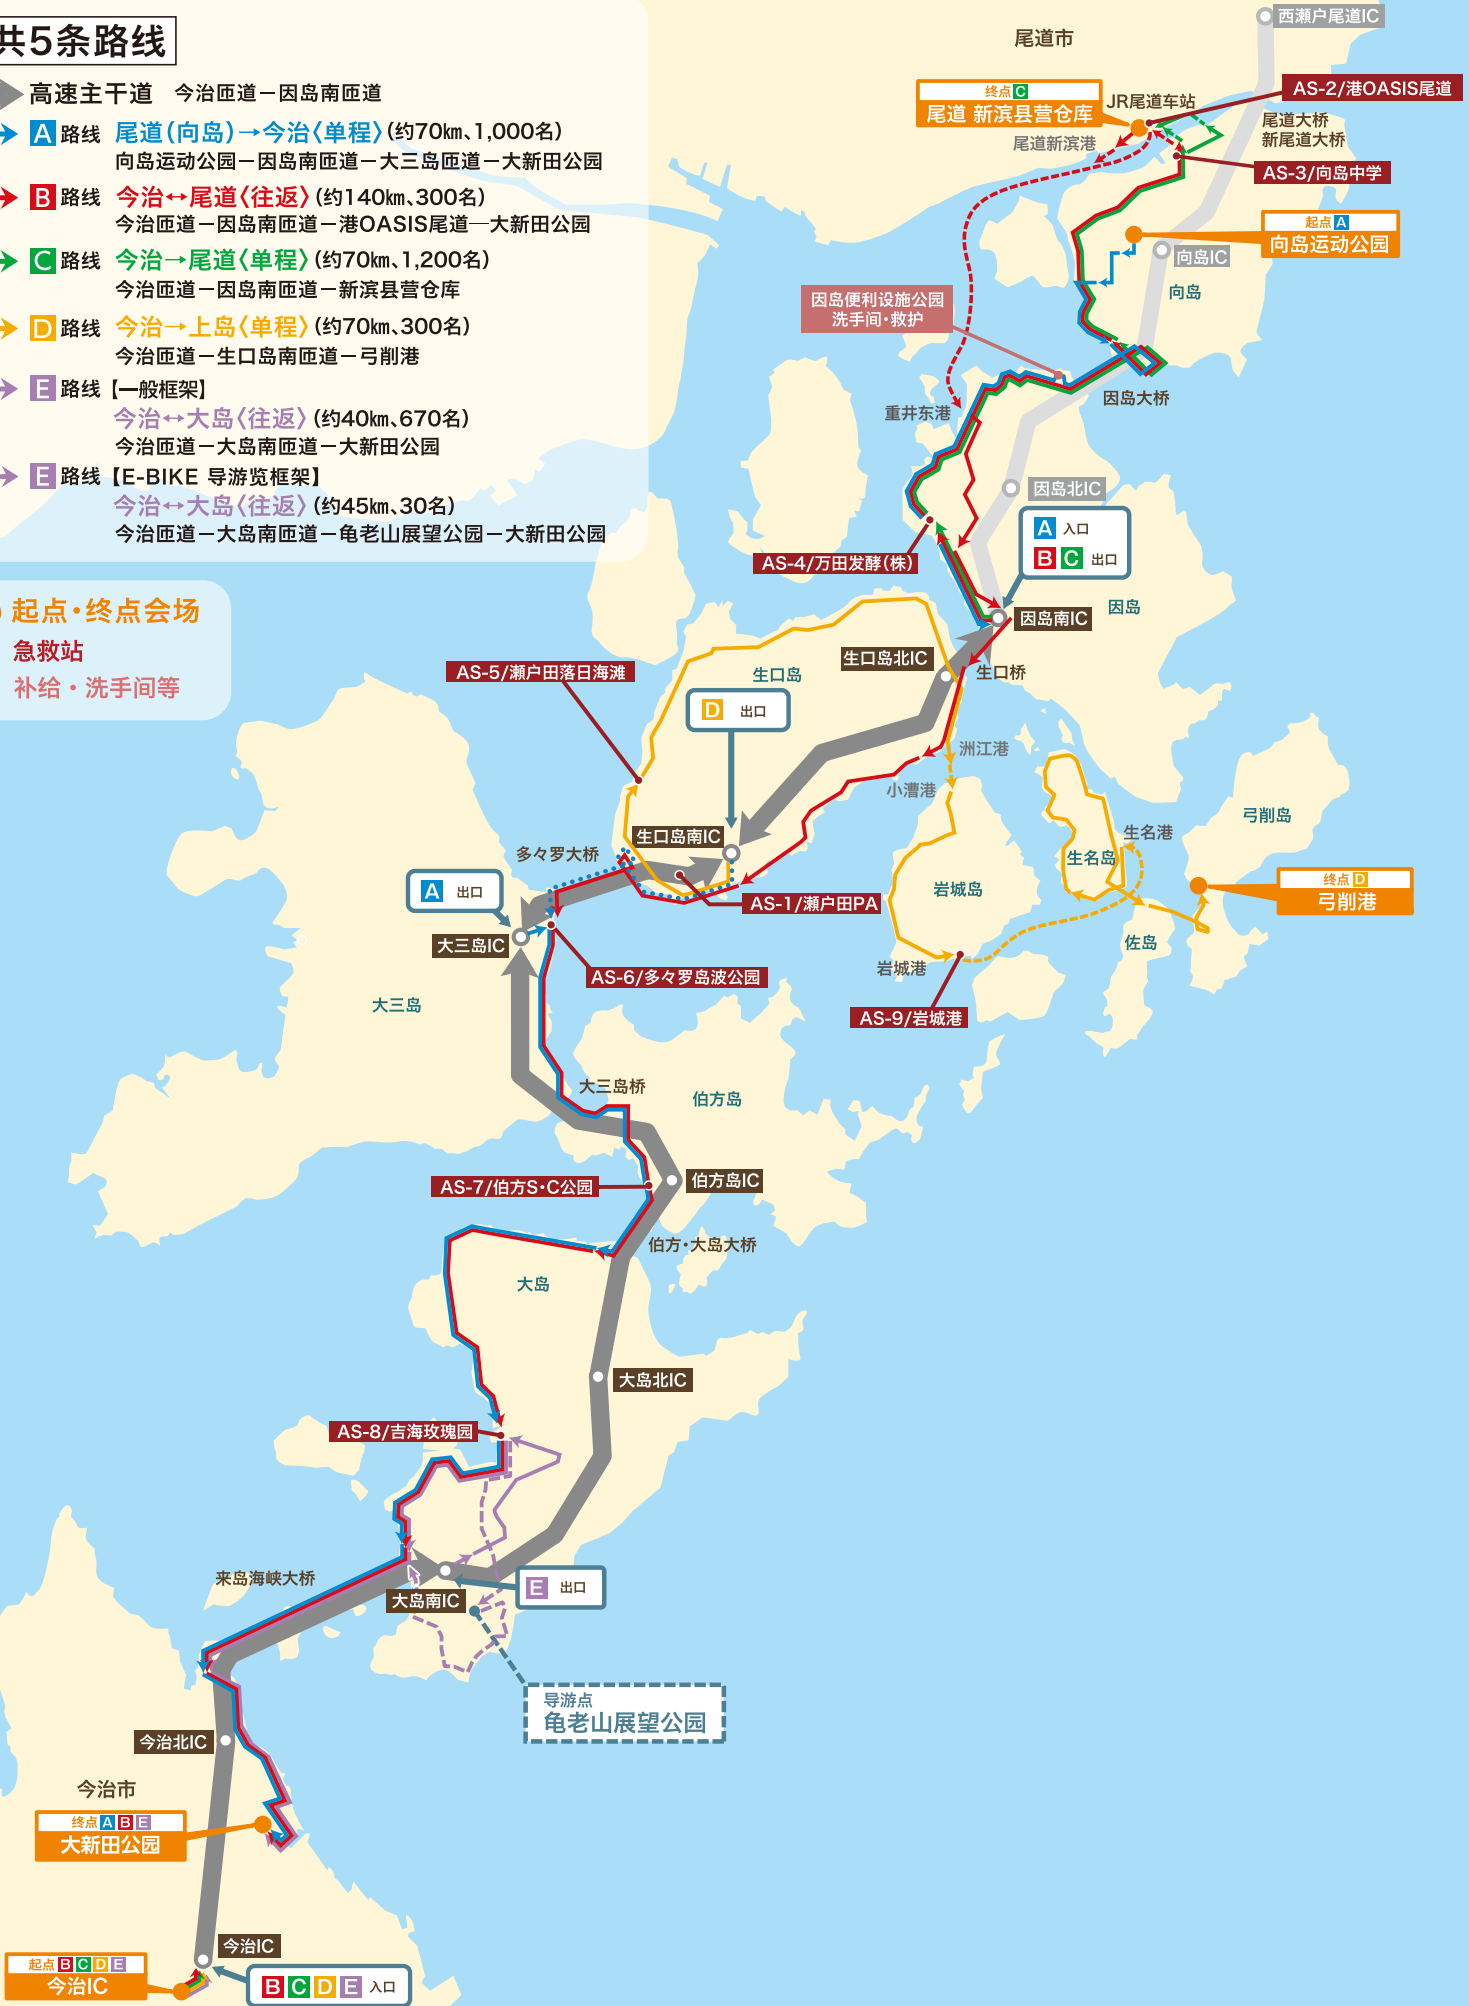 共5条路线
高速主干道 今治匝道－因岛南匝道
A 路线 尾道（向岛）→今治〈单程〉（约70km、1,000名）
向岛运动公园－因岛南匝道－大三岛匝道－大新田公园
B 路线 今治↔尾道〈往返〉（约140km、300名）
今治匝道－因岛南匝道－港OASIS尾道—大新田公园
C 路线 今治→尾道〈单程〉（约70km、1,200名）
今治匝道－因岛南匝道－新滨县营仓库
D 路线 今治→上岛〈单程〉（约70km、300名）
今治匝道－生口岛南匝道－弓削港
E 路线【一般框架】
今治↔大岛〈往返〉（约40km、670名）
今治匝道－大岛南匝道－大新田公园
E 路线【E-BIKE 导游览框架】
今治↔大岛〈往返〉（约45km、30名）
今治匝道－大岛南匝道－龟老山展望公园－大新田公园
起点・终点会场
急救站
补给・洗手间等
西瀬户尾道IC
尾道市
终点 C
尾道 新滨县营仓库
JR尾道车站
AS-2/港OASIS尾道
尾道大桥
新尾道大桥
尾道新滨港
AS-3/向岛中学
起点 A
向岛运动公园
向岛IC
向岛
因岛便利设施公园
洗手间・救护
因岛大桥
重井东港
因岛北IC
A 入口
B C 出口
AS-4/万田发酵（株）
因岛
因岛南IC
生口岛北IC
生口桥
AS-5/瀬户田落日海滩
生口岛
D 出口
洲江港
小漕港
弓削岛
生口岛南IC
生名港
多々罗大桥
生名岛
A 出口
岩城岛
终点 D
弓削港
AS-1/瀬户田PA
大三岛IC
佐岛
岩城港
AS-6/多々罗岛波公园
大三岛
AS-9/岩城港
大三岛桥
伯方岛
AS-7/伯方S・C公园
伯方岛IC
伯方・大岛大桥
大岛
大岛北IC
AS-8/吉海玫瑰园
来岛海峡大桥
E 出口
大岛南IC
导游点
龟老山展望公园
今治北IC
今治市
终点 A B E
大新田公园
今治IC
起点 B C D E
今治IC
B C D E 入口